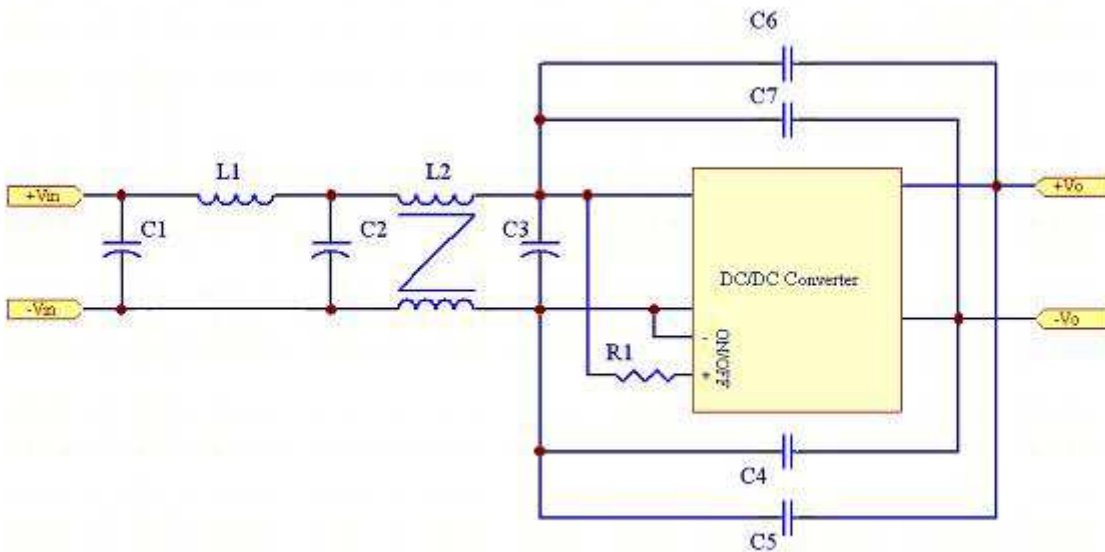 C6
C7
L1
L2
+Vin
+Vo
C1
C2
C3
DC/DC Converter
-Vin
-Vo
-
ON/OFF
R1
+
C4
C5